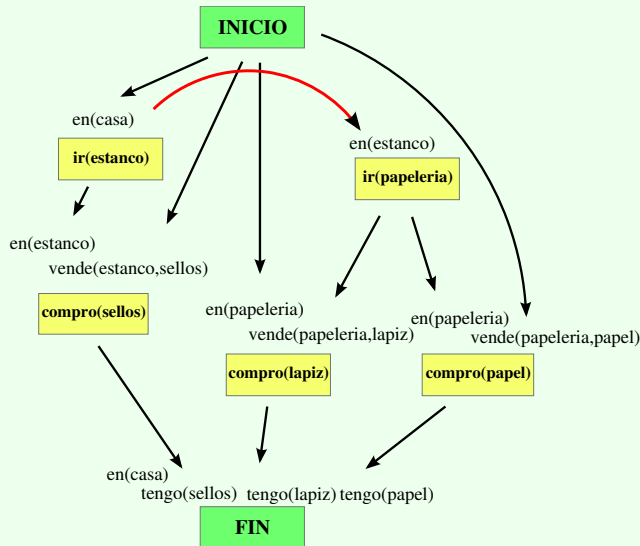 INICIO
en(casa)
ir(estanco)
en(estanco)
ir(papeleria)
en(estanco)
vende(estanco,sellos)
compro(sellos)
en(papeleria)
vende(papeleria,lapiz)
compro(lapiz)
en(papeleria)
vende(papeleria,papel)
compro(papel)
en(casa)
tengo(sellos) tengo(lapiz) tengo(papel)
FIN